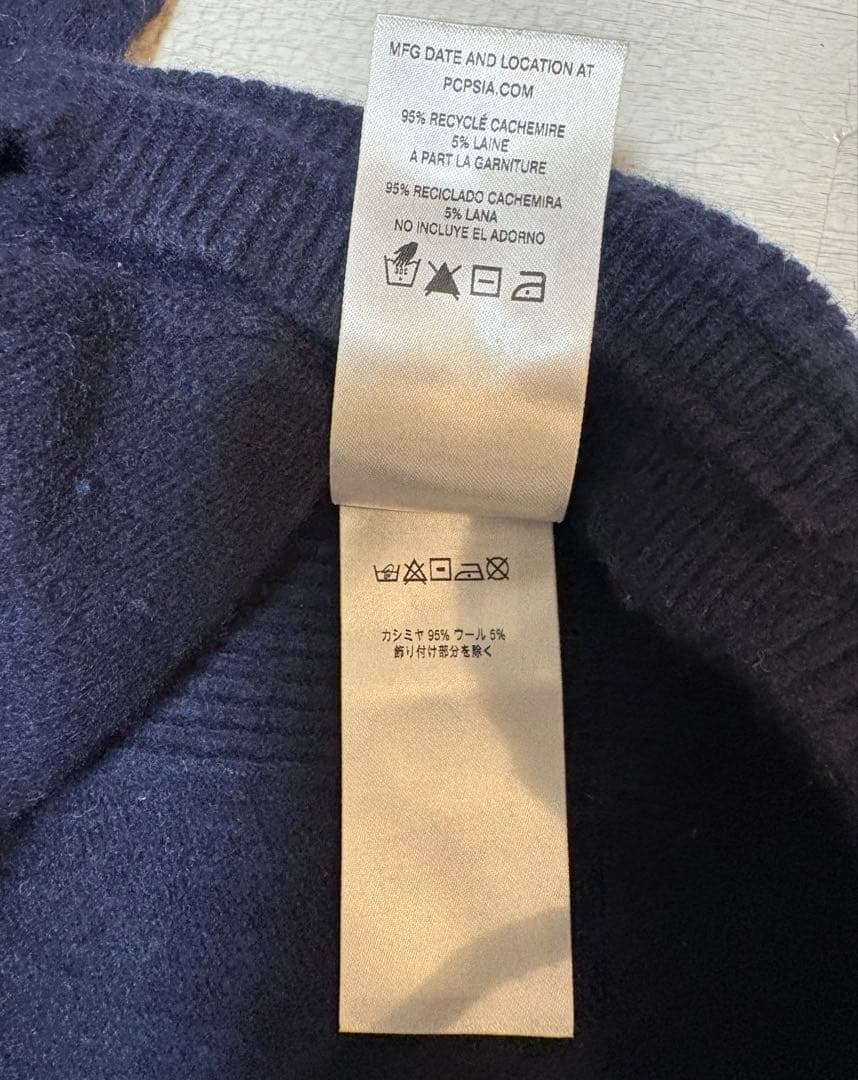 MFG DATE AND LOCATION AT
PCPSIA.COM
95% RECYCLÉ CACHEMIRE
5% LAINE
A PART LA GARNITURE
95% RECICLADO CACHEMIRA
5% LANA
NO INCLUYE EL ADORNO
カシミヤ 95% ウール 5%
飾り付け部分を除く